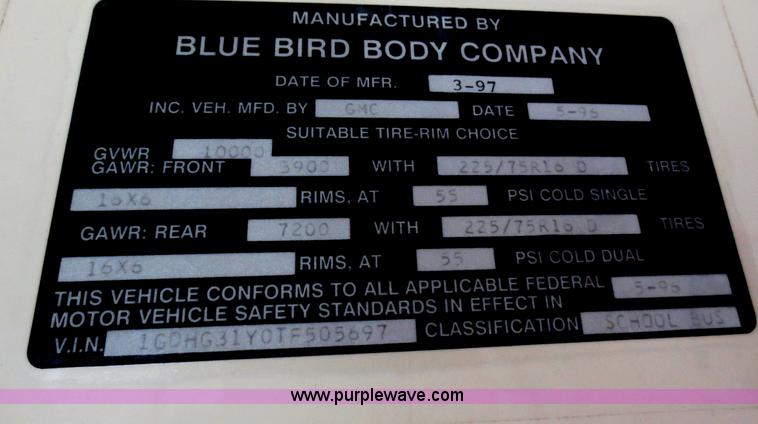 MANUFACTURED BY
BLUE BIRD BODY COMPANY
DATE OF MFR. 3-97
INC. VEH. MFD. BY GMC DATE 5-96
SUITABLE TIRE-RIM CHOICE
GVWR 10000
GAWR: FRONT 3900 WITH 225/75R16 D TIRES
16X6 RIMS, AT 55 PSI COLD SINGLE
GAWR: REAR 7200 WITH 225/75R16 D TIRES
16X6 RIMS, AT 55 PSI COLD DUAL
THIS VEHICLE CONFORMS TO ALL APPLICABLE FEDERAL 5-96
MOTOR VEHICLE SAFETY STANDARDS IN EFFECT IN
V.I.N. 1GDHG31Y0TF505697 CLASSIFICATION SCHOOL BUS
www.purplewave.com